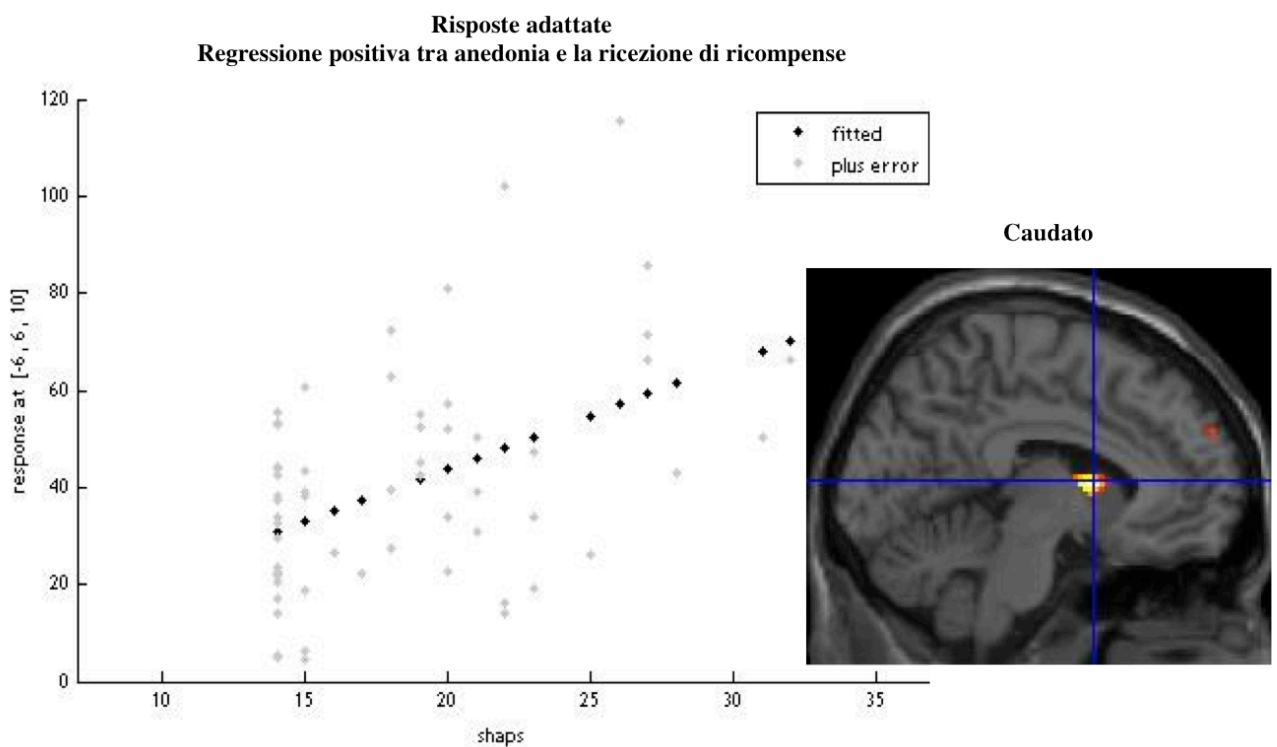 Risposte adattate
Regressione positiva tra anedonia e la ricezione di ricompense
120
100
80
60
40
20
0
response at [-6, 6, 10]
fitted
plus error
10
15
20
25
30
35
shaps
Caudato